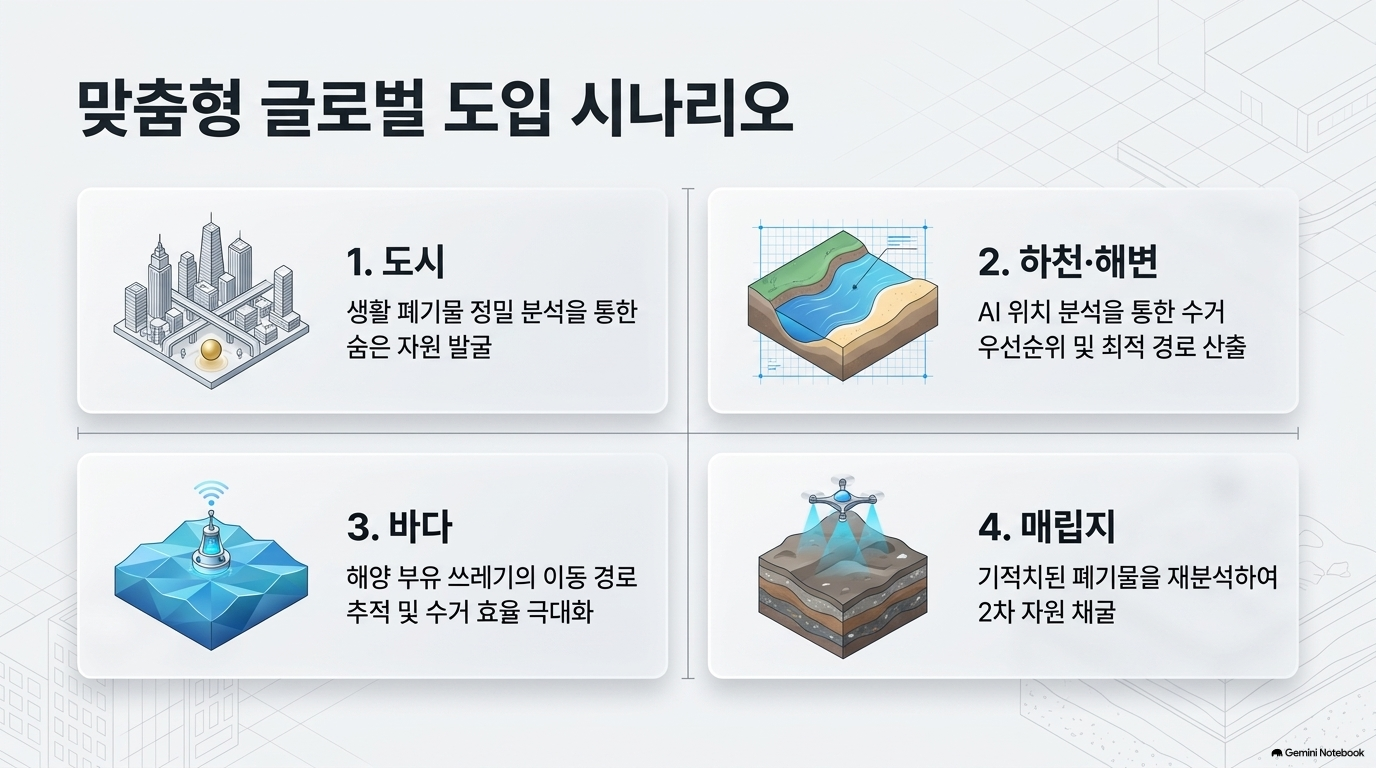 맞춤형 글로벌 도입 시나리오
1. 도시
생활 폐기물 정밀 분석을 통한
숨은 자원 발굴
2. 하천·해변
AI 위치 분석을 통한 수거
우선순위 및 최적 경로 산출
3. 바다
해양 부유 쓰레기의 이동 경로
추적 및 수거 효율 극대화
4. 매립지
기적치된 폐기물을 재분석하여
2차 자원 채굴
Gemini Notebook